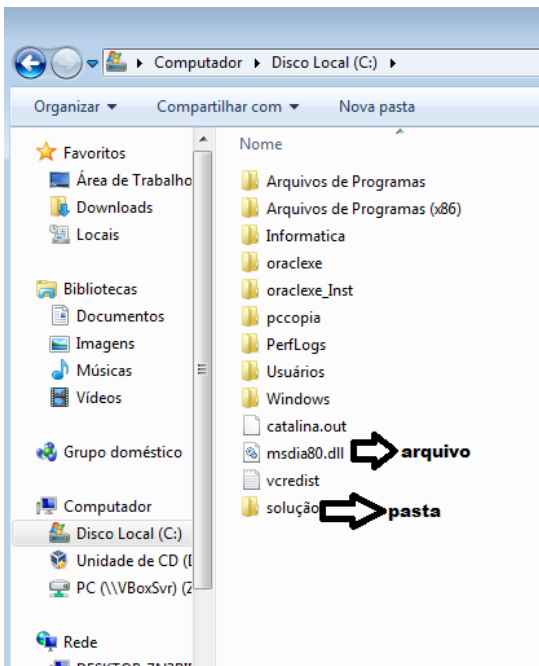 Computador Disco Local (C:)
Organizar Compartilhar com Nova pasta
Favoritos
Área de Trabalho
Downloads
Locais
Bibliotecas
Documentos
Imagens
Músicas
Vídeos
Grupo doméstico
Computador
Disco Local (C:)
Unidade de CD (
PC (\\VBoxSvr) (Z
Rede
Nome
Arquivos de Programas
Arquivos de Programas (x86)
Informatica
oraclexe
oraclexe_Inst
pccopia
PerfLogs
Usuários
Windows
catalina.out
msdia80.dll arquivo
vcredist
solução pasta